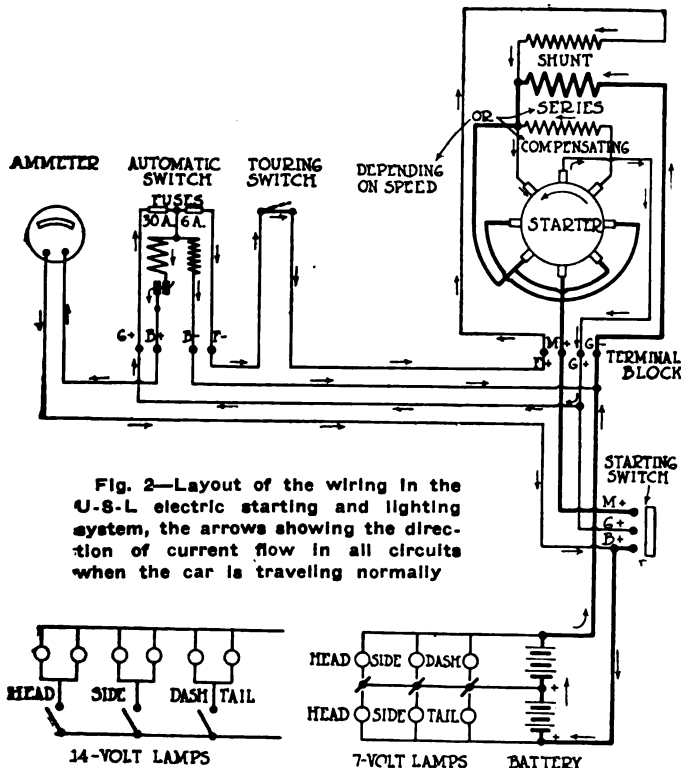 SHUNT
SERIES
OR
COMPENSATING
DEPENDING
ON SPEED
STARTER
AMMETER
AUTOMATIC
SWITCH
FUSES
30 A. 6 A.
TOURING
SWITCH
G+ B+ B- F-
F+ M+ G+ G-
TERMINAL
BLOCK
STARTING
SWITCH
M+
G+
B+
Fig. 2—Layout of the wiring in the
U-S-L electric starting and lighting
system, the arrows showing the direc-
tion of current flow in all circuits
when the car is traveling normally
HEAD SIDE DASH TAIL
14-VOLT LAMPS
HEAD SIDE DASH
+
HEAD SIDE TAIL
+
7-VOLT LAMPS
BATTERY